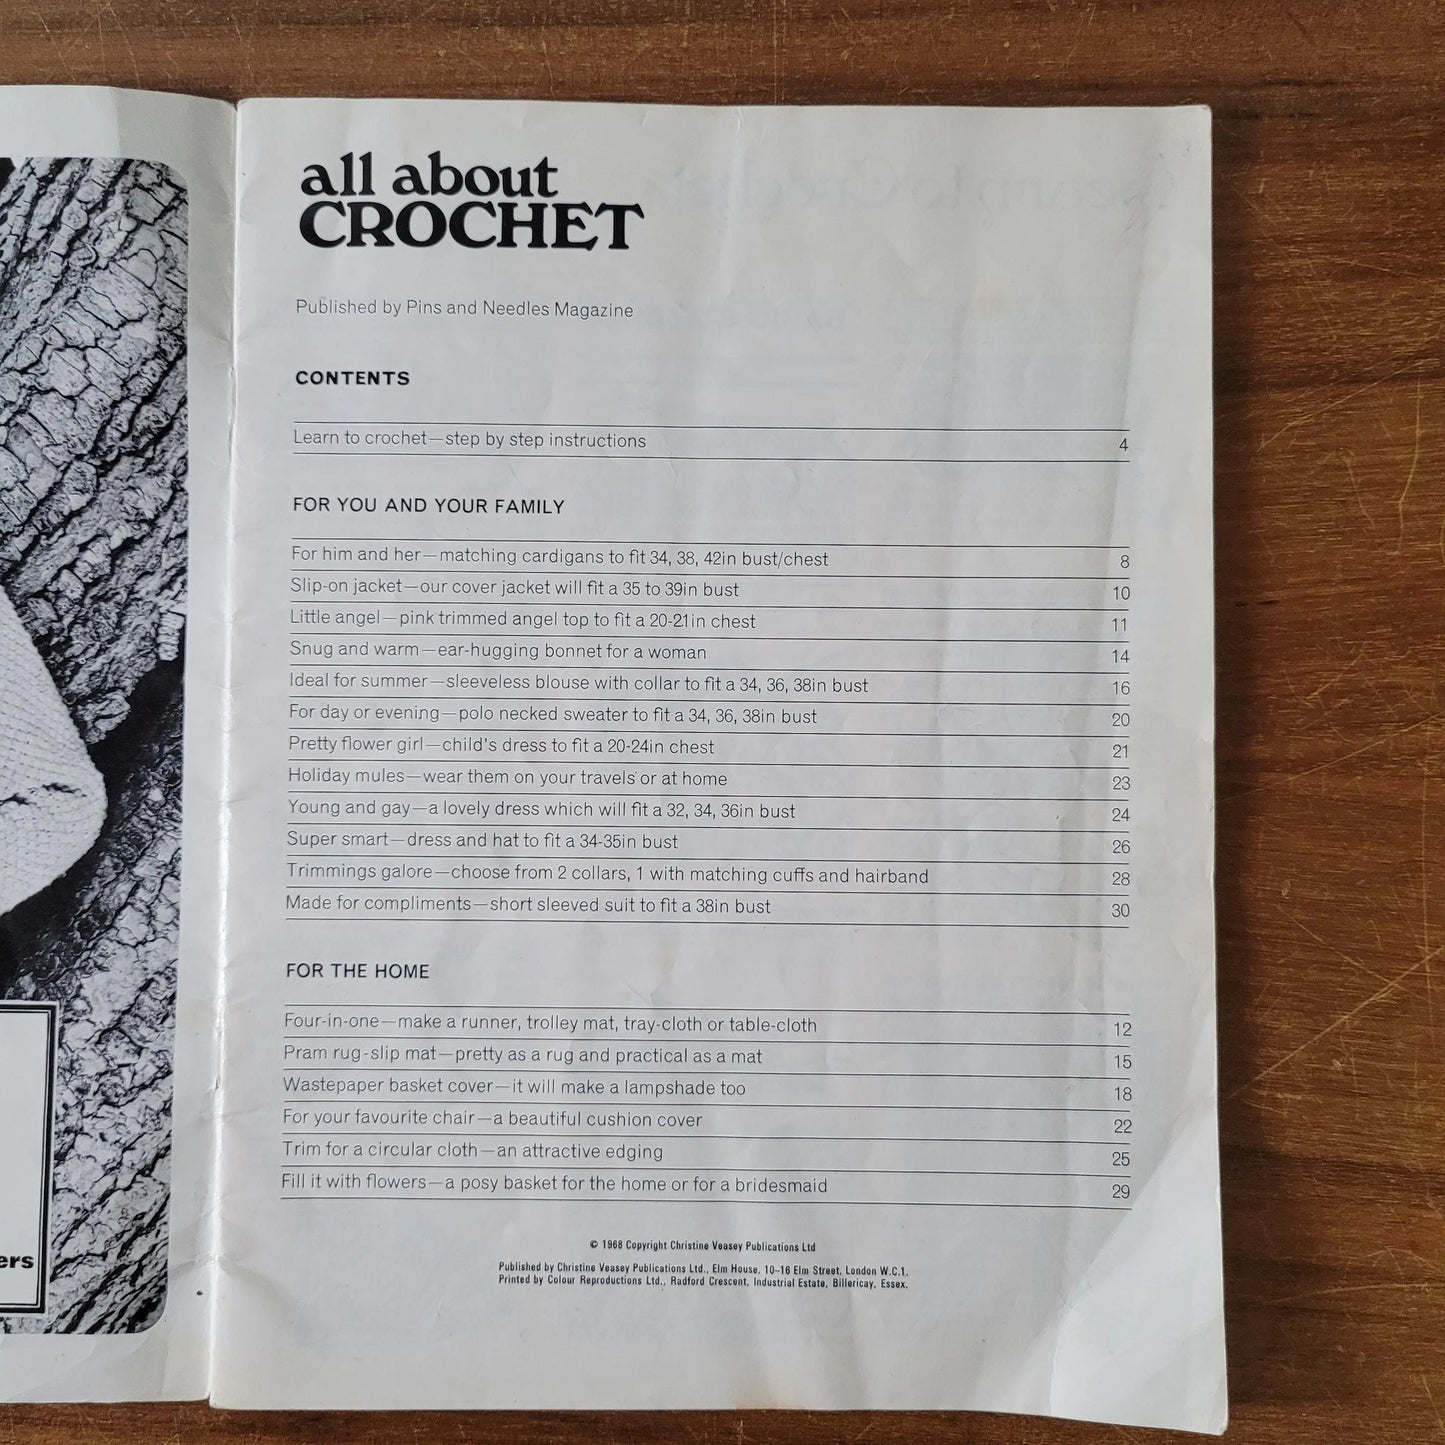 all about
CROCHET
Published by Pins and Needles Magazine
CONTENTS
Learn to crochet—step by step instructions 4
FOR YOU AND YOUR FAMILY
For him and her—matching cardigans to fit 34, 38, 42in bust/chest 8
Slip-on jacket—our cover jacket will fit a 35 to 39in bust 10
Little angel—pink trimmed angel top to fit a 20-21in chest 11
Snug and warm—ear-hugging bonnet for a woman 14
Ideal for summer—sleeveless blouse with collar to fit a 34, 36, 38in bust 16
For day or evening—polo necked sweater to fit a 34, 36, 38in bust 20
Pretty flower girl—child's dress to fit a 20-24in chest 21
Holiday mules—wear them on your travels or at home 23
Young and gay—a lovely dress which will fit a 32, 34, 36in bust 24
Super smart—dress and hat to fit a 34-35in bust 26
Trimmings galore—choose from 2 collars, 1 with matching cuffs and hairband 28
Made for compliments—short sleeved suit to fit a 38in bust 30
FOR THE HOME
Four-in-one—make a runner, trolley mat, tray-cloth or table-cloth 12
Pram rug-slip mat—pretty as a rug and practical as a mat 15
Wastepaper basket cover—it will make a lampshade too 18
For your favourite chair—a beautiful cushion cover 22
Trim for a circular cloth—an attractive edging 25
Fill it with flowers—a posy basket for the home or for a bridesmaid 29
© 1968 Copyright Christine Veasey Publications Ltd
Published by Christine Veasey Publications Ltd., Elm House, 10–16 Elm Street, London W.C.1.
Printed by Colour Reproductions Ltd., Radford Crescent, Industrial Estate, Billericay, Essex.
ers